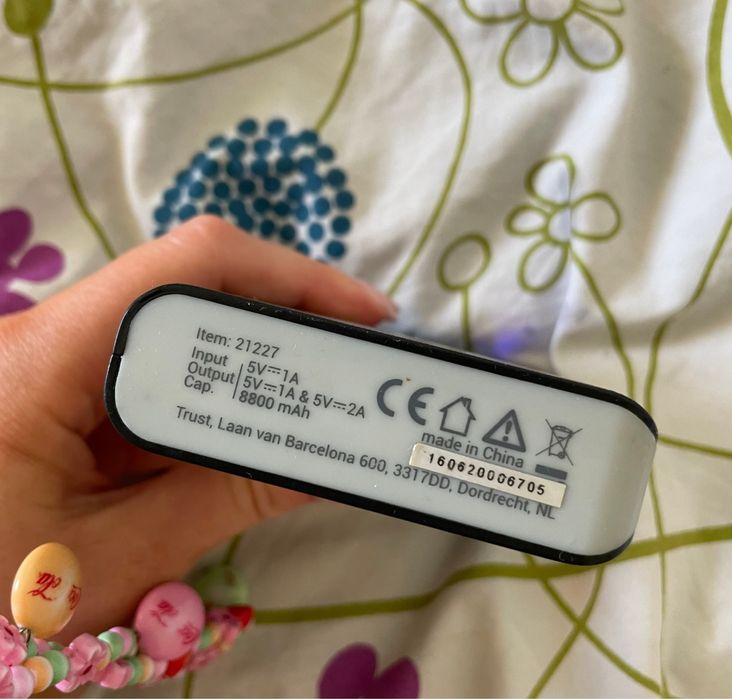 Item: 21227
Input 5V⎓1A
Output 5V⎓1A & 5V⎓2A
Cap. 8800 mAh
CE
made in China
Trust, Laan van Barcelona 600, 3317DD, Dordrecht, NL
160620006705